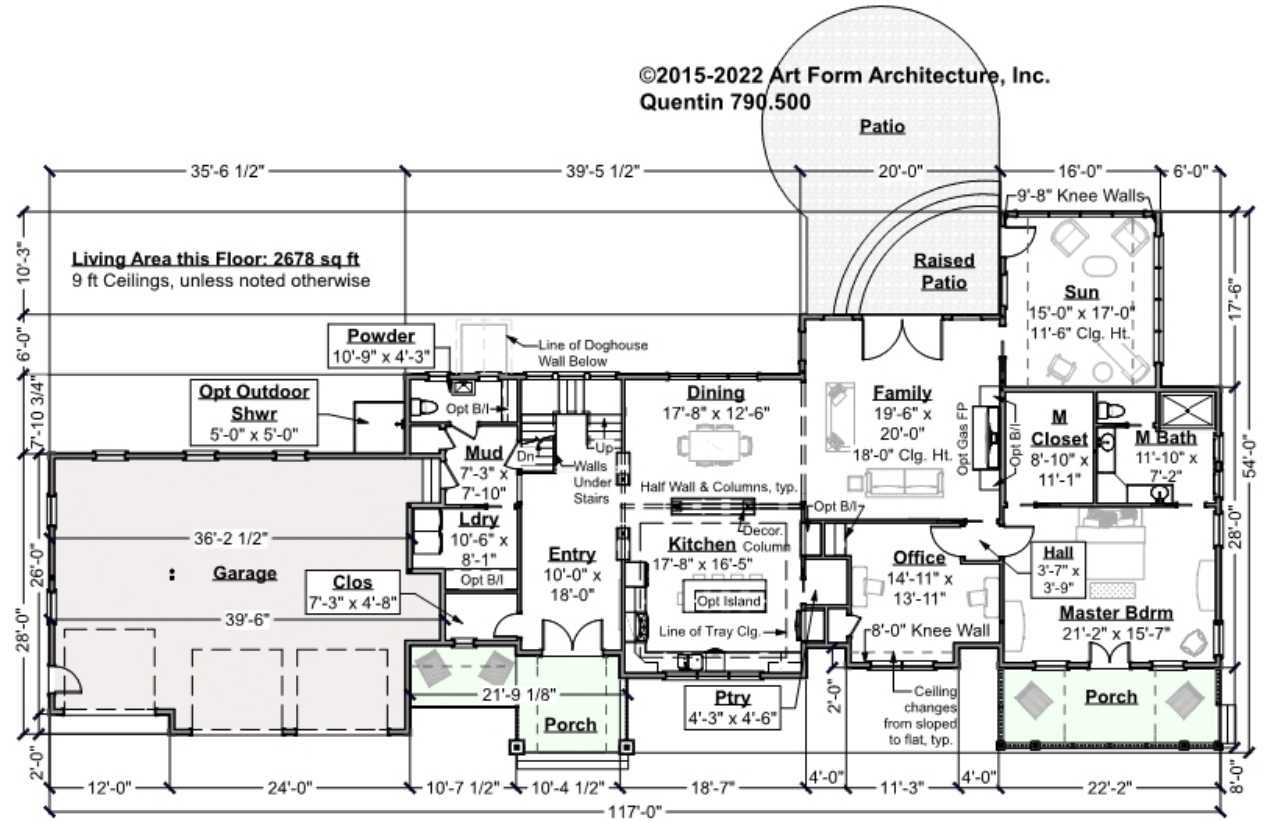 ©2015-2022 Art Form Architecture, Inc.
Quentin 790.500
Patio
35'-6 1/2"
39'-5 1/2"
20'-0"
16'-0"
6'-0"
9'-8" Knee Walls
10'-3"
Living Area this Floor: 2678 sq ft
9 ft Ceilings, unless noted otherwise
Raised
Patio
Sun
15'-0" x 17'-0"
11'-6" Clg. Ht.
17'-6"
6'-0"
Powder
10'-9" x 4'-3"
Line of Doghouse
Wall Below
54'-0"
7'-10 3/4"
Opt Outdoor
Shwr
5'-0" x 5'-0"
Opt B/I
Up
Dn
Walls
Under
Stairs
Mud
7'-3" x
7'-10"
Dining
17'-8" x 12'-6"
Half Wall & Columns, typ.
Family
19'-6" x
20'-0"
18'-0" Clg. Ht.
Opt Gas FP
Opt B/I
M
Closet
8'-10" x
11'-1"
M Bath
11'-10" x
7'-2"
Opt B/I
28'-0"
26'-0"
28'-0"
36'-2 1/2"
Garage
Ldry
10'-6" x
8'-1"
Opt B/I
Clos
7'-3" x 4'-8"
39'-6"
Entry
10'-0" x
18'-0"
Decor.
Column
Kitchen
17'-8" x 16'-5"
Opt Island
Line of Tray Clg.
Office
14'-11" x
13'-11"
8'-0" Knee Wall
Hall
3'-7" x
3'-9"
Master Bdrm
21'-2" x 15'-7"
21'-9 1/8"
Porch
Ptry
4'-3" x 4'-6"
2'-0"
Ceiling
changes
from sloped
to flat, typ.
Porch
2'-0"
12'-0"
24'-0"
10'-7 1/2"
10'-4 1/2"
18'-7"
4'-0"
11'-3"
4'-0"
22'-2"
8'-0"
117'-0"